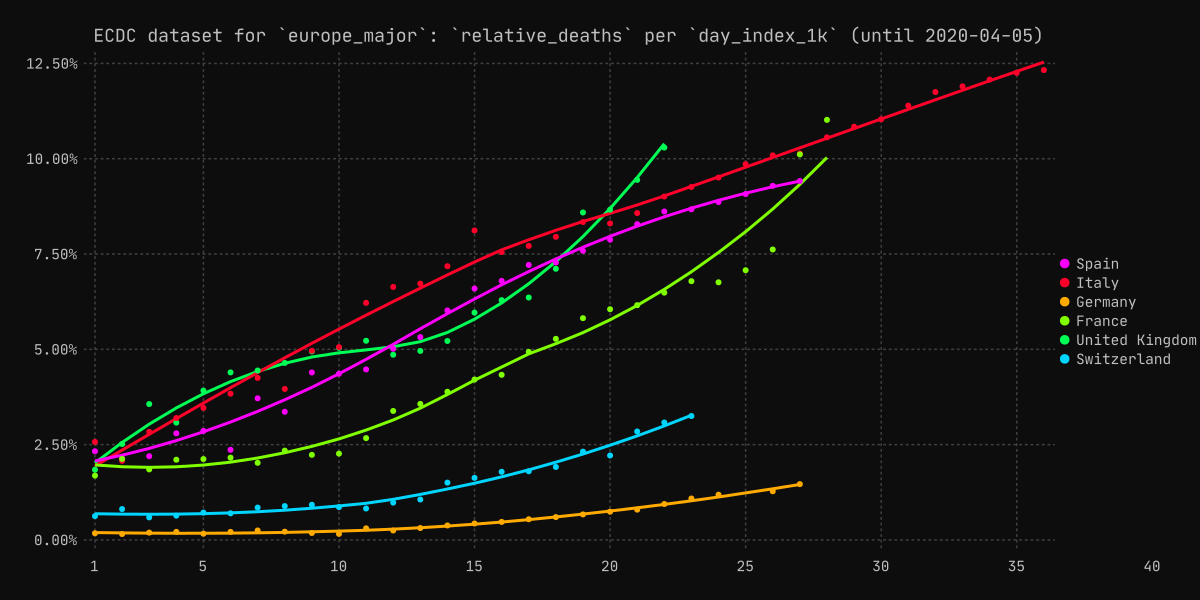 ECDC dataset for `europe_major`: `relative_deaths` per `day_index_1k` (until 2020-04-05)
12.50%
10.00%
7.50%
5.00%
2.50%
0.00%
Spain
Italy
Germany
France
United Kingdom
Switzerland
1 5 10 15 20 25 30 35 40